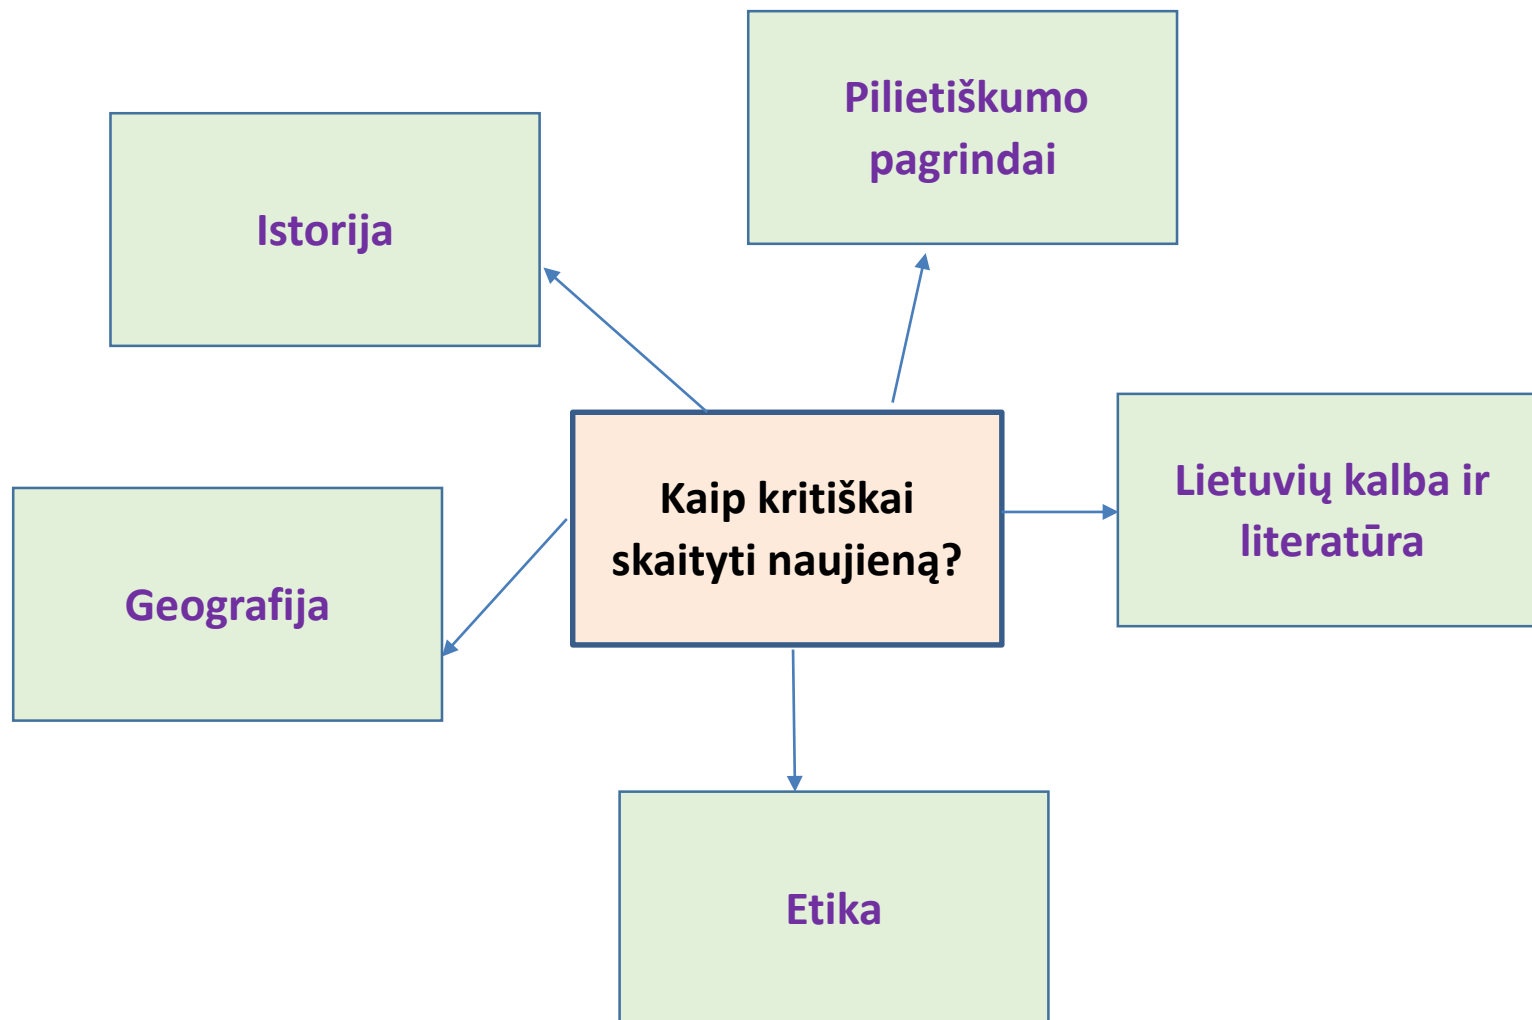 Pilietiškumo
pagrindai
Istorija
Kaip kritiškai
skaityti naujieną?
Lietuvių kalba ir
literatūra
Geografija
Etika